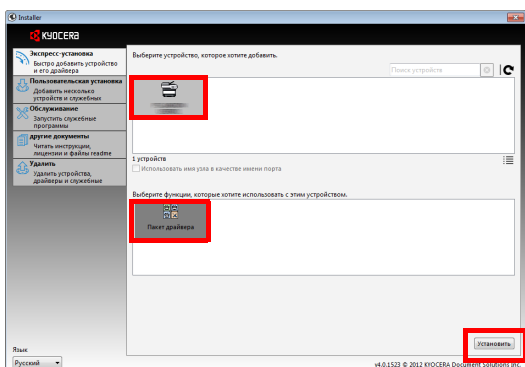 Installer
KYOCERA
Экспресс-установка
Быстро добавить устройство
и его драйвера
Пользовательская установка
Добавить несколько
устройств и служебных
Обслуживание
Запустить служебные
программы
другие документы
Читать инструкции,
лицензии и файлы readme
Удалить
Удалить устройства,
драйверы и служебные
Язык
Русский
Выберите устройство, которое хотите добавить.
Поиск устройств
1 устройств
Использовать имя узла в качестве имени порта
Выберите функции, которые хотите использовать с этим устройством.
Пакет драйвера
Установить
v4.0.1523 © 2012 KYOCERA Document Solutions Inc.